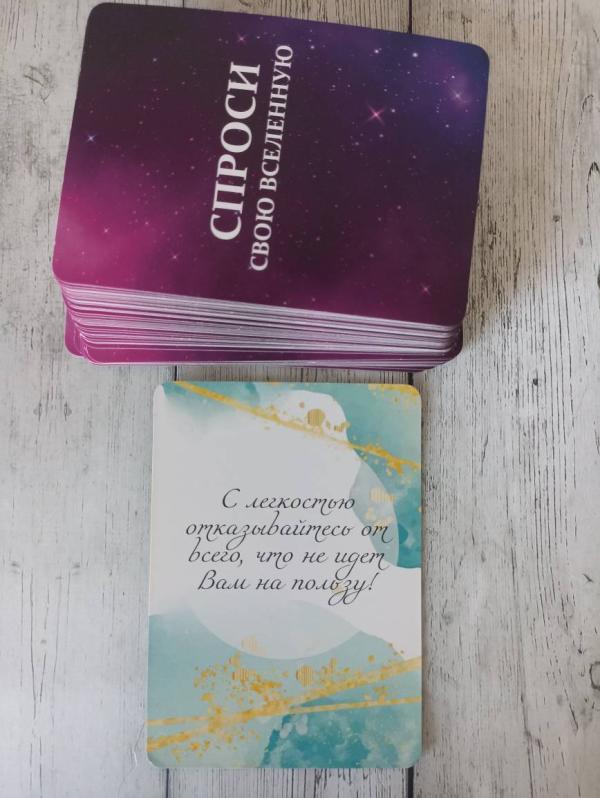 СПРОСИ
СВОЮ ВСЕЛЕННУЮ
С легкостью
отказывайтесь от
всего, что не идет
Вам на пользу!